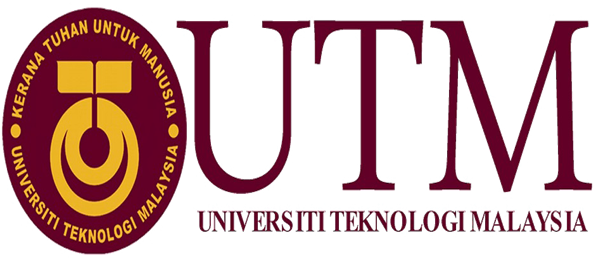 • KERANA TUHAN UNTUK MANUSIA •
UNIVERSITI TEKNOLOGI MALAYSIA
UTM
UNIVERSITI TEKNOLOGI MALAYSIA